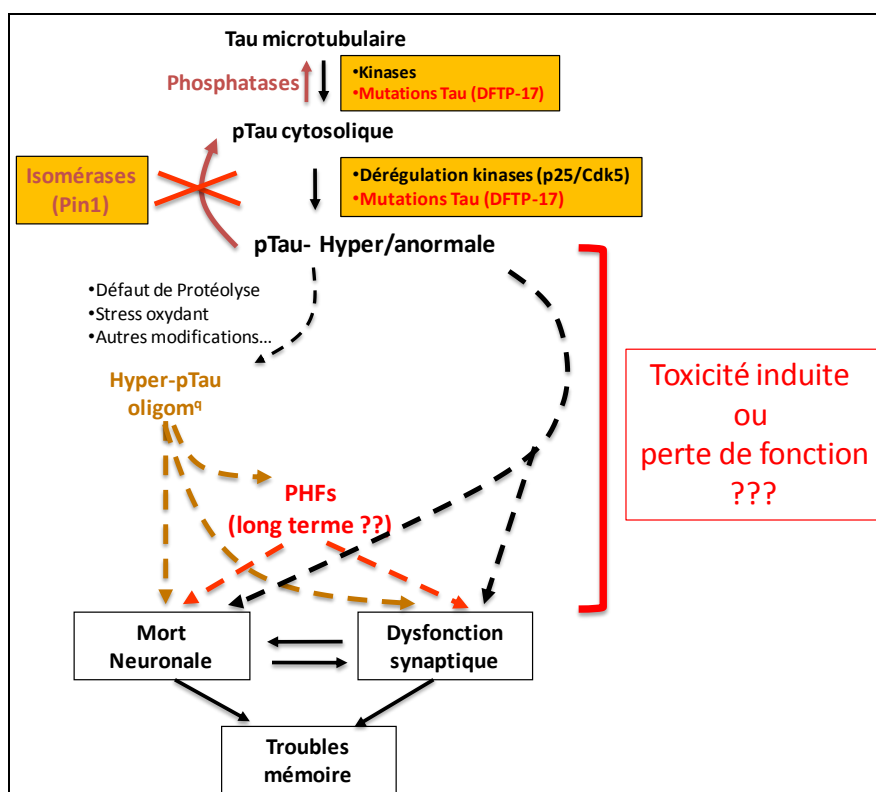 Tau microtubulaire
Phosphatases
•Kinases
•Mutations Tau (DFTP-17)
pTau cytosolique
Isomérases
(Pin1)
•Dérégulation kinases (p25/Cdk5)
•Mutations Tau (DFTP-17)
pTau- Hyper/anormale
•Défaut de Protéolyse
•Stress oxydant
•Autres modifications…
Hyper-pTau
oligomq
Toxicité induite
ou
perte de fonction
???
PHFs
(long terme ??)
Mort
Neuronale
Dysfonction
synaptique
Troubles
mémoire